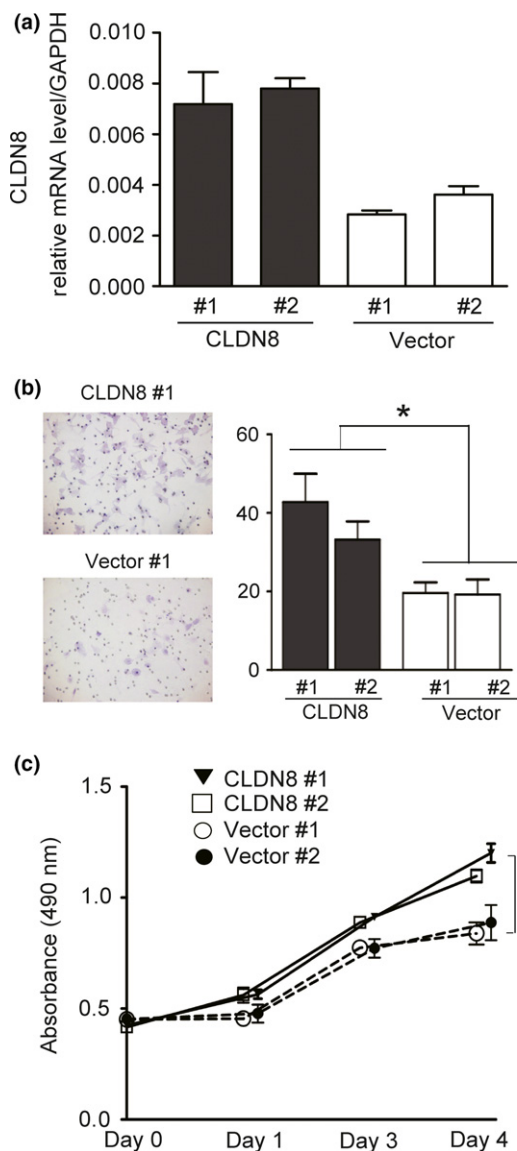 (a)
CLDN8
relative mRNA level/GAPDH
0.010
0.008
0.006
0.004
0.002
0.000
#1 #2 #1 #2
CLDN8 Vector
(b)
CLDN8 #1
Vector #1
60
40
20
0
*
#1 #2 #1 #2
CLDN8 Vector
(c)
CLDN8 #1
CLDN8 #2
Vector #1
Vector #2
Absorbance (490 nm)
1.5
1.0
0.5
0.0
Day 0 Day 1 Day 3 Day 4